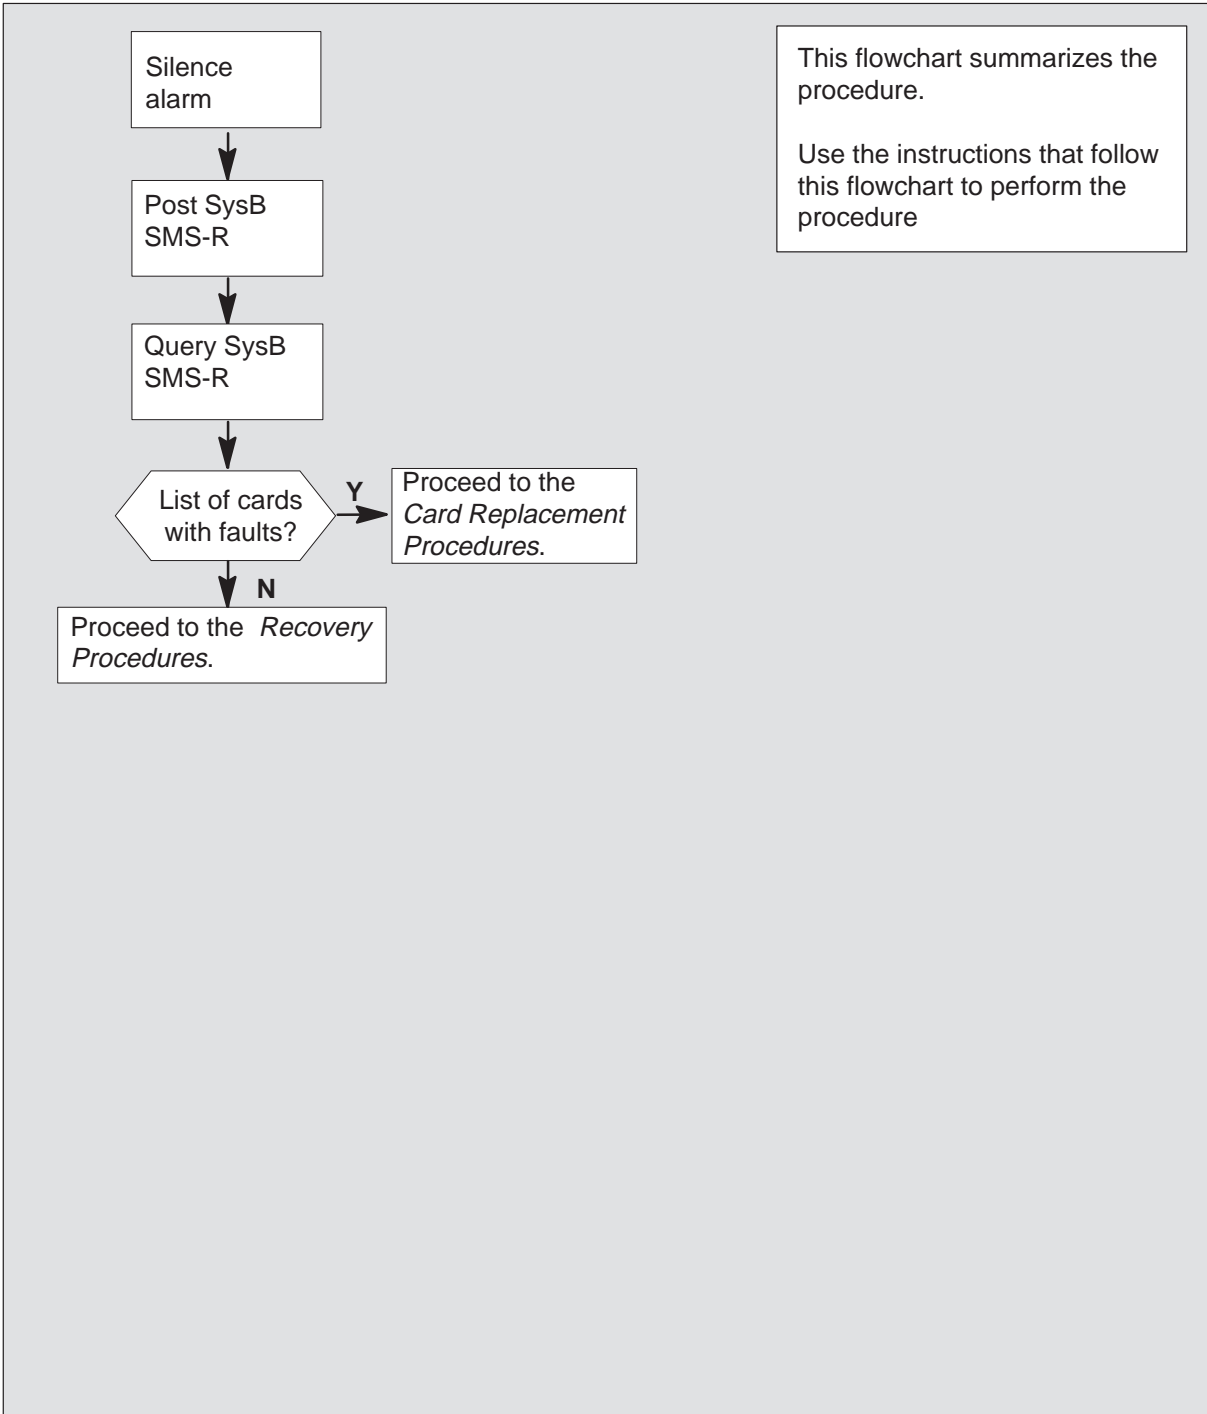 Silence
alarm
This flowchart summarizes the
procedure.
Use the instructions that follow
this flowchart to perform the
procedure
Post SysB
SMS-R
Query SysB
SMS-R
List of cards
with faults?
Y
Proceed to the
Card Replacement
Procedures.
N
Proceed to the Recovery
Procedures.